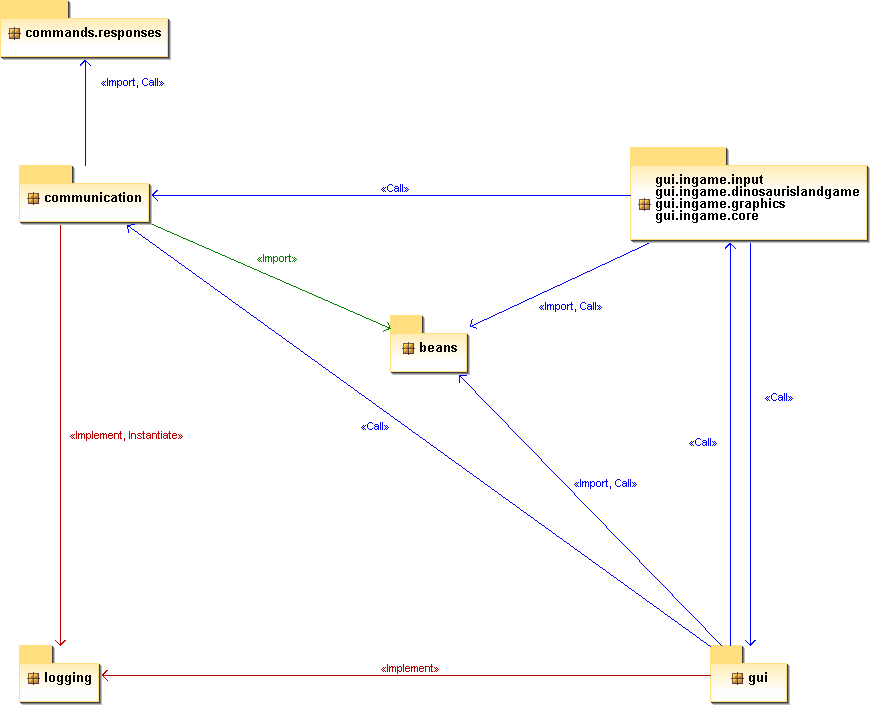 commands.responses
«Import, Call»
communication
«Call»
gui.ingame.input
gui.ingame.dinosaurislandgame
gui.ingame.graphics
gui.ingame.core
«Import»
«Import, Call»
beans
«Call»
«Call»
«Implement, Instantiate»
«Call»
«Import, Call»
logging
«Implement»
gui